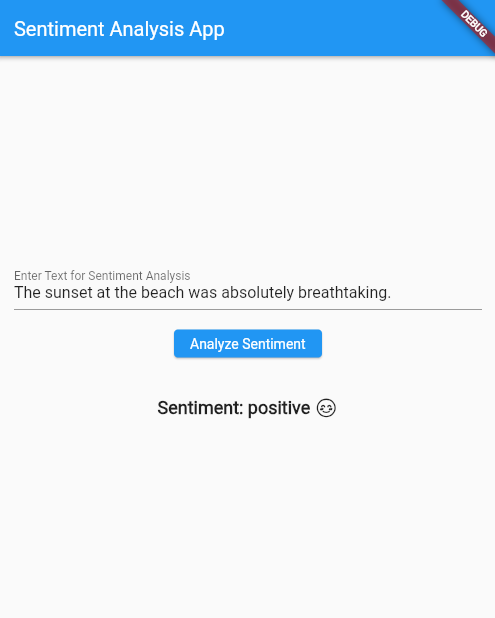 Sentiment Analysis App
DEBUG
Enter Text for Sentiment Analysis
The sunset at the beach was absolutely breathtaking.
Analyze Sentiment
Sentiment: positive 😊